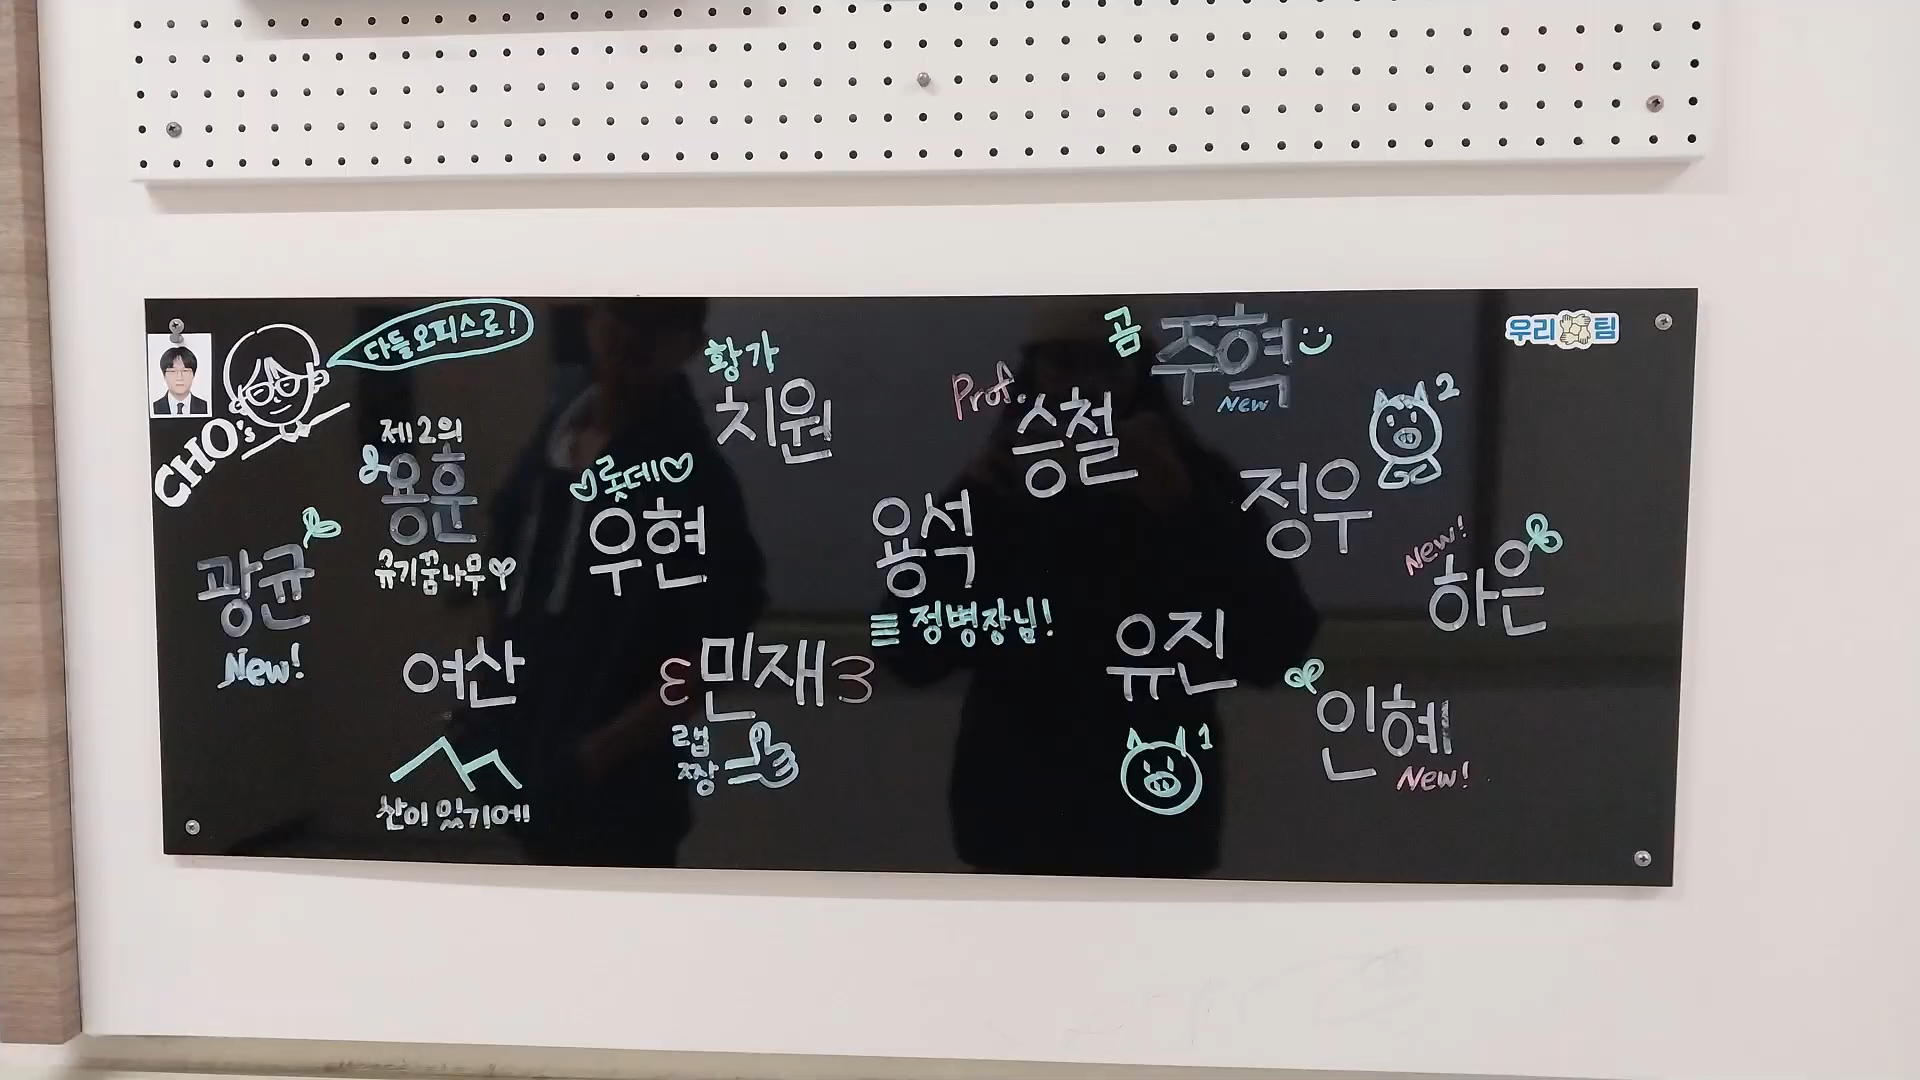 다들오피스로!
CHO's
우리 팀
제2의
용훈
유기꿈나무
광균
New!
여산
산이 있기에
롯데
우현
황가
치원
민재
랩
짱
Prof.
승철
용석
정병장님!
곰
주혁
New
정우
2
유진
1
New!
하은
인혜
New!